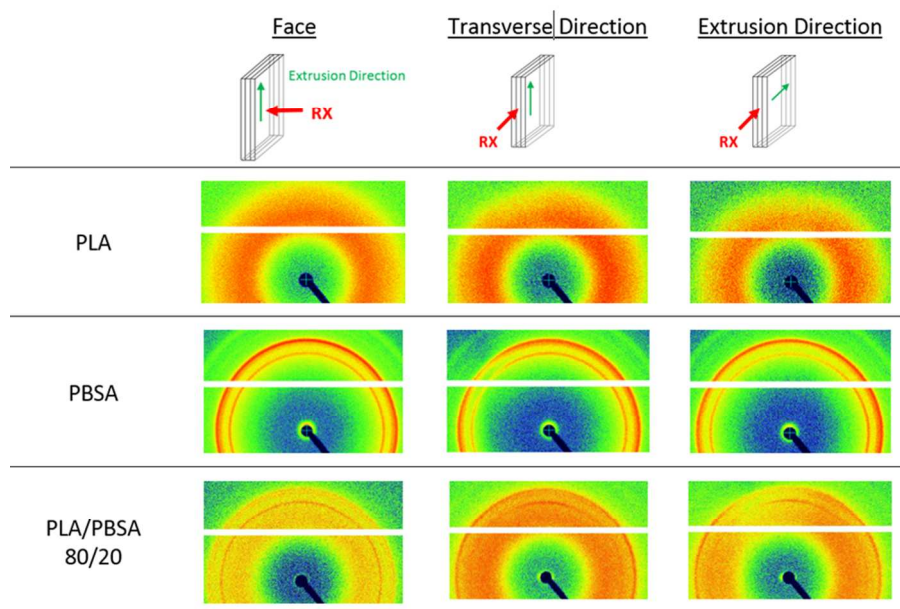 Face
Transverse Direction
Extrusion Direction
Extrusion Direction
RX
RX
RX
PLA
PBSA
PLA/PBSA
80/20